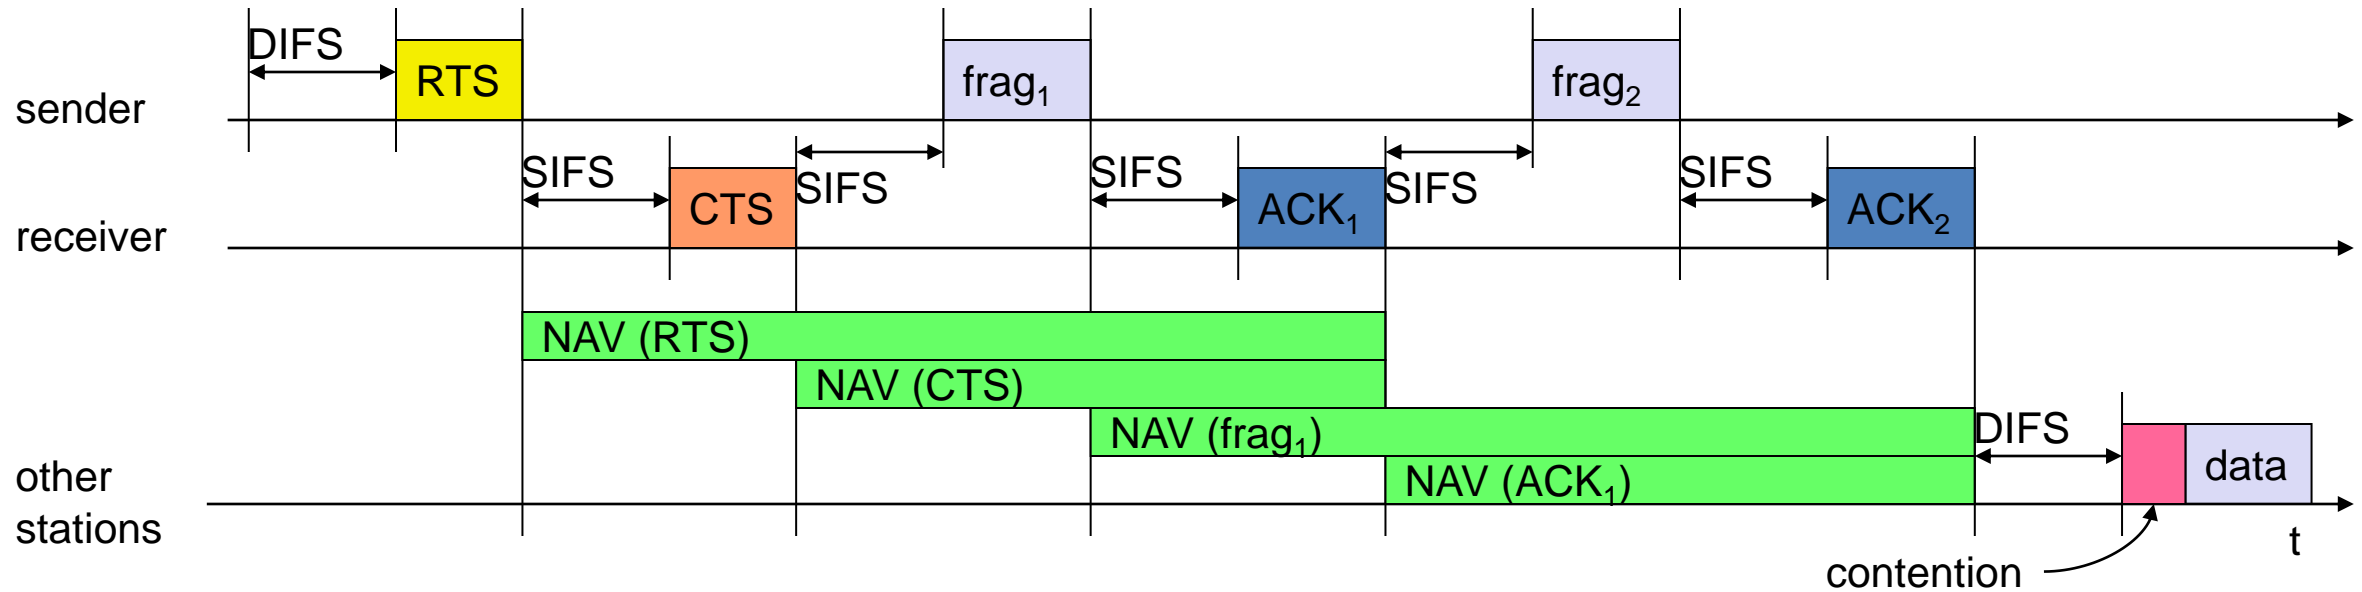 DIFS
RTS
frag₁
frag₂
sender
SIFS
CTS
SIFS
SIFS
ACK₁
SIFS
SIFS
ACK₂
receiver
NAV (RTS)
NAV (CTS)
NAV (frag₁)
DIFS
NAV (ACK₁)
data
other
stations
t
contention